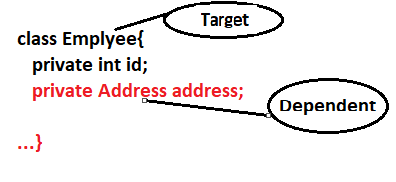 Target
class Emplyee{
private int id;
private Address address;
Dependent
...}